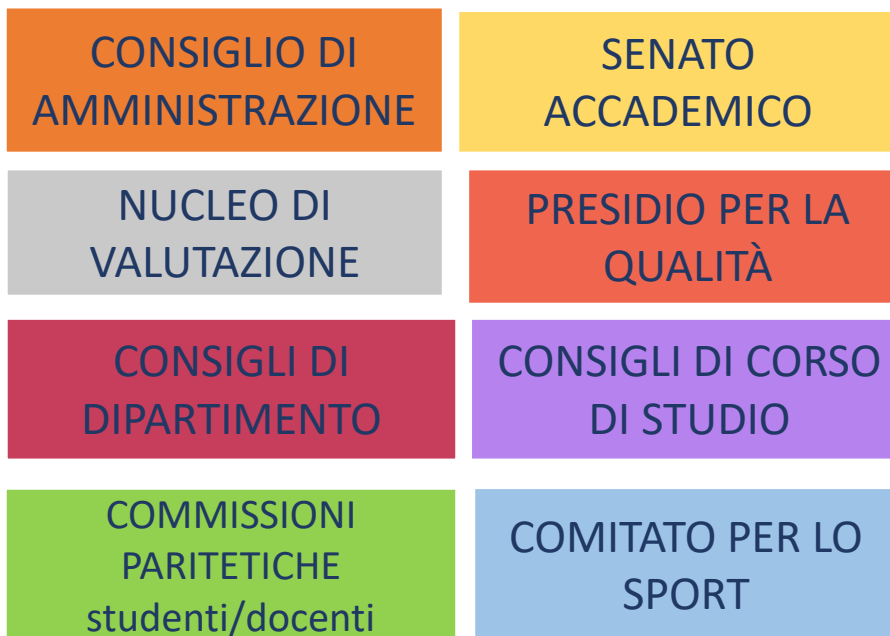 CONSIGLIO DI
AMMINISTRAZIONE
SENATO
ACCADEMICO
NUCLEO DI
VALUTAZIONE
PRESIDIO PER LA
QUALITÀ
CONSIGLI DI
DIPARTIMENTO
CONSIGLI DI CORSO
DI STUDIO
COMMISSIONI
PARITETICHE
studenti/docenti
COMITATO PER LO
SPORT